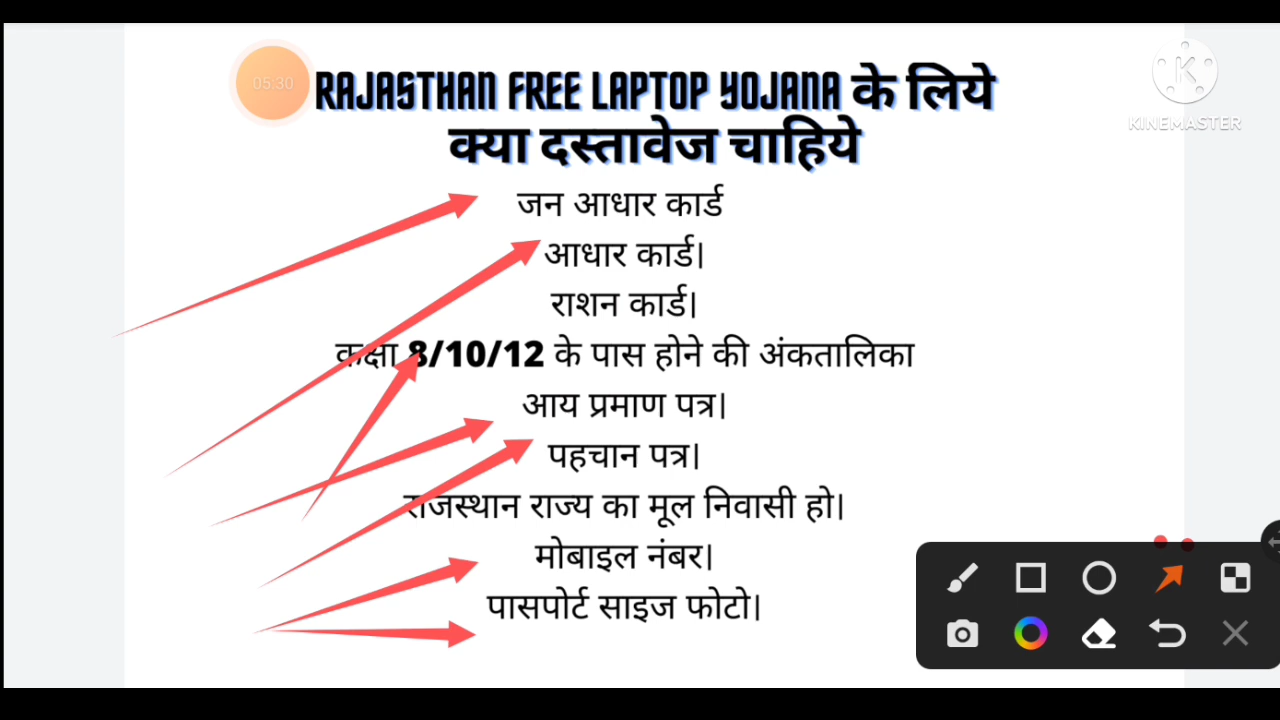 05:30
RAJASTHAN FREE LAPTOP YOJANA के लिये
क्या दस्तावेज चाहिये
KINEMASTER
जन आधार कार्ड
आधार कार्ड।
राशन कार्ड।
कक्षा 8/10/12 के पास होने की अंकतालिका
आय प्रमाण पत्र।
पहचान पत्र।
राजस्थान राज्य का मूल निवासी हो।
मोबाइल नंबर।
पासपोर्ट साइज फोटो।